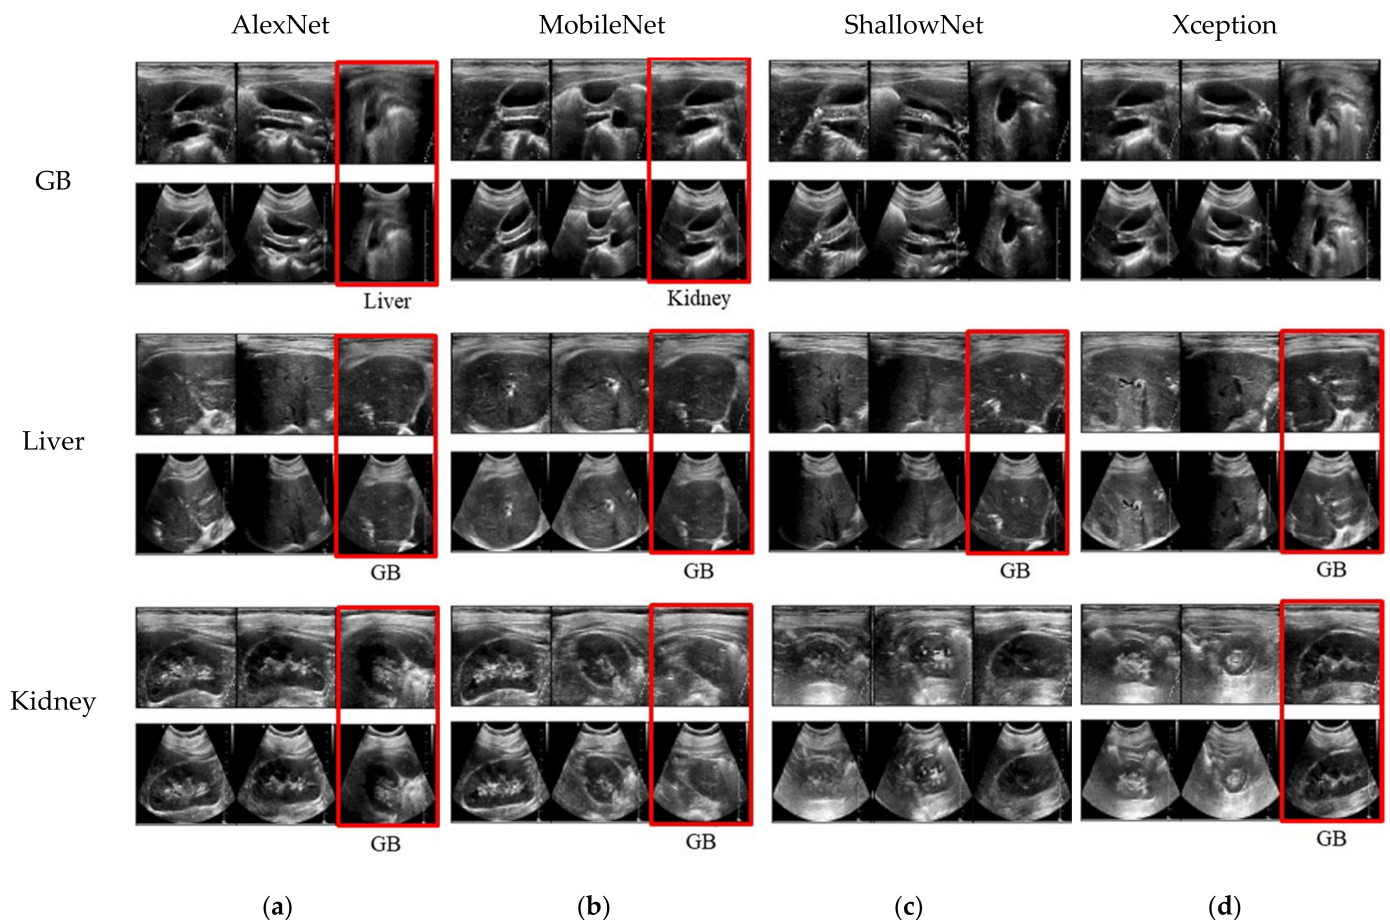 AlexNet MobileNet ShallowNet Xception
GB
Liver Kidney
Liver
GB GB GB GB
Kidney
GB GB GB
(a) (b) (c) (d)